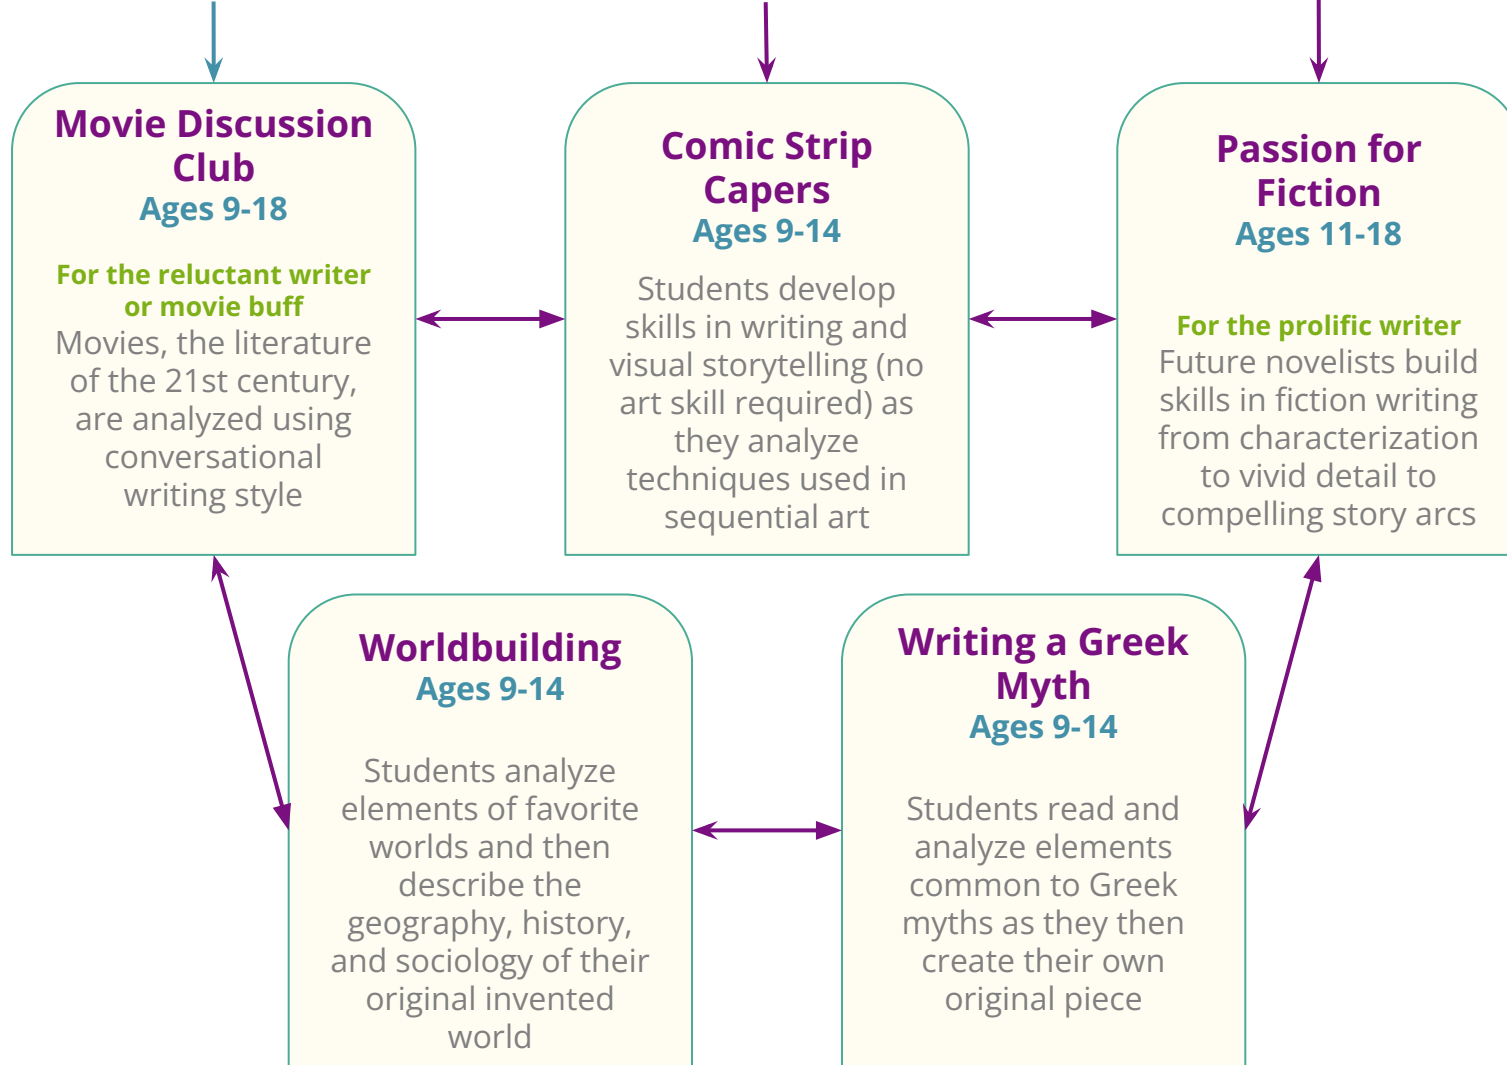 Movie Discussion
Club
Ages 9-18
For the reluctant writer
or movie buff
Movies, the literature
of the 21st century,
are analyzed using
conversational
writing style
Comic Strip
Capers
Ages 9-14
Students develop
skills in writing and
visual storytelling (no
art skill required) as
they analyze
techniques used in
sequential art
Passion for
Fiction
Ages 11-18
For the prolific writer
Future novelists build
skills in fiction writing
from characterization
to vivid detail to
compelling story arcs
Worldbuilding
Ages 9-14
Students analyze
elements of favorite
worlds and then
describe the
geography, history,
and sociology of their
original invented
world
Writing a Greek
Myth
Ages 9-14
Students read and
analyze elements
common to Greek
myths as they then
create their own
original piece